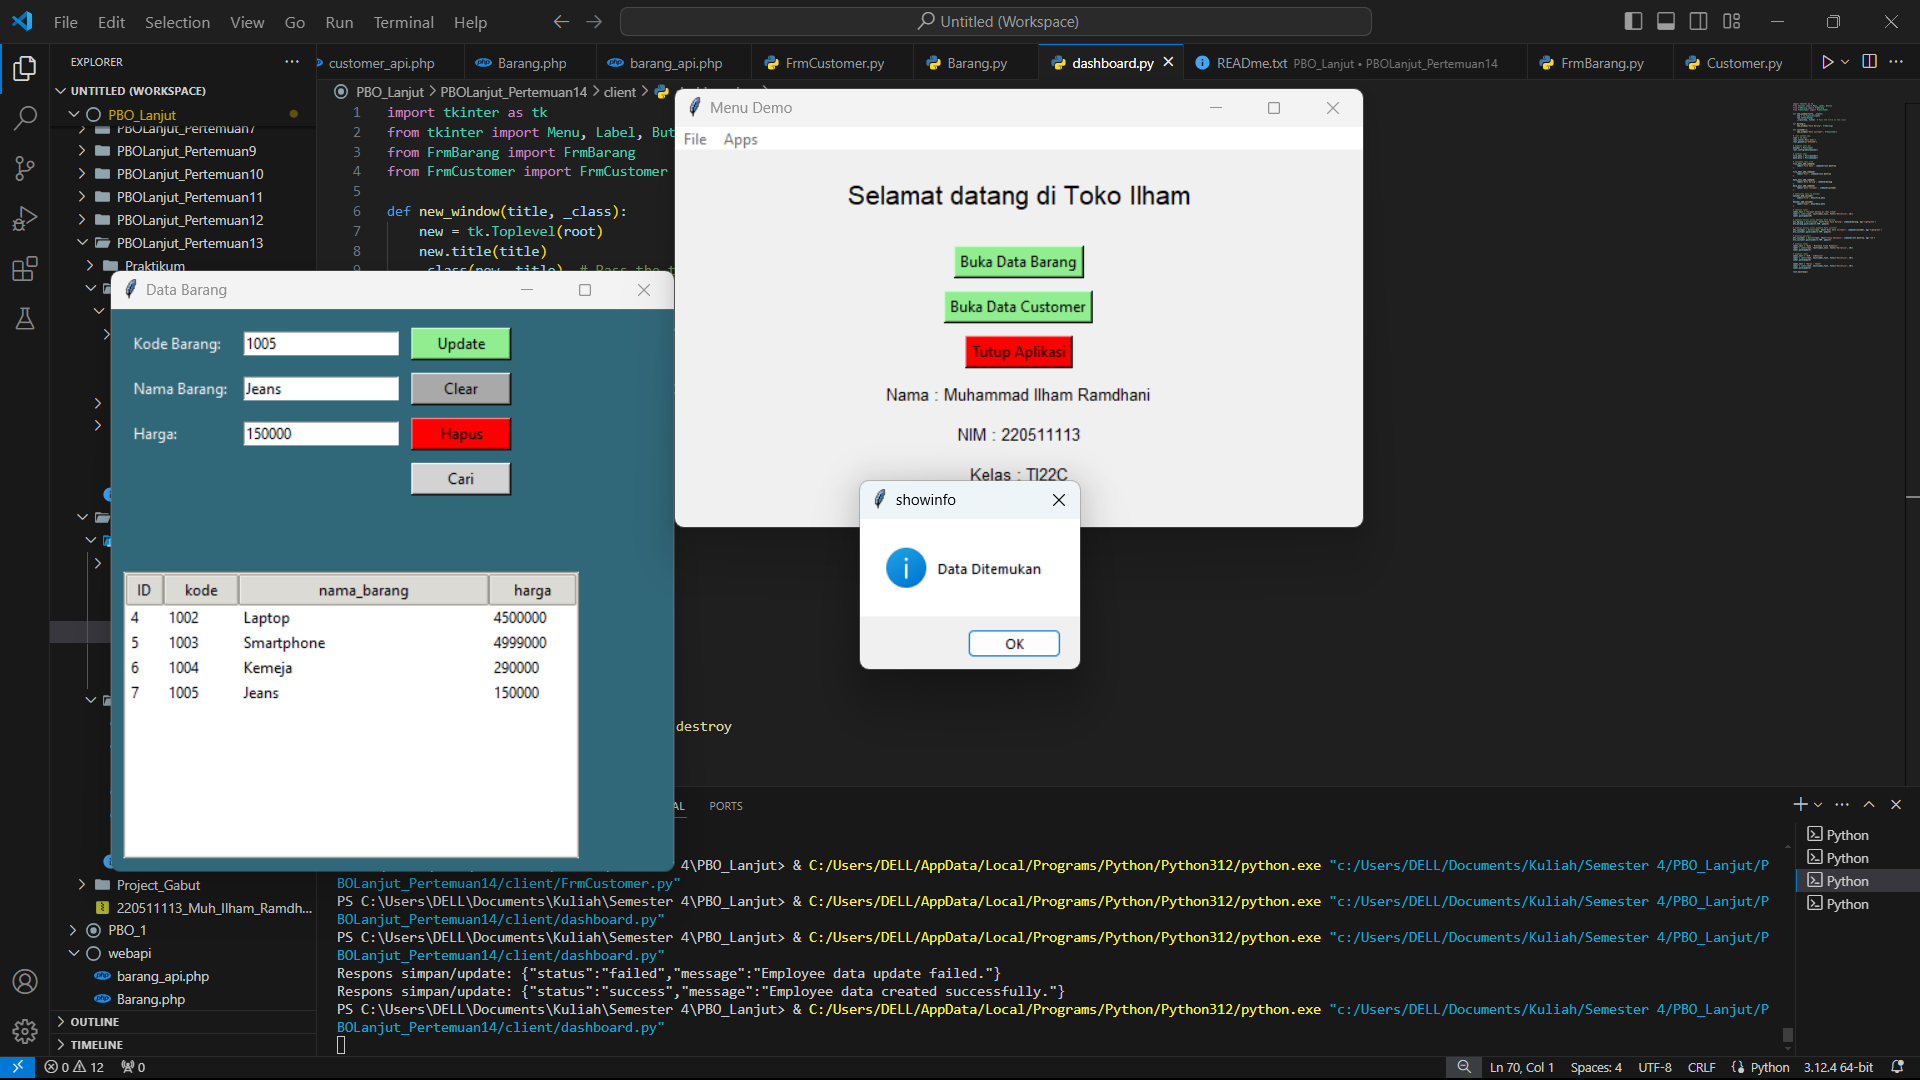 File Edit Selection View Go Run Terminal Help
Untitled (Workspace)
EXPLORER
UNTITLED (WORKSPACE)
PBO_Lanjut
PBOLanjut_Pertemuan7
PBOLanjut_Pertemuan9
PBOLanjut_Pertemuan10
PBOLanjut_Pertemuan11
PBOLanjut_Pertemuan12
PBOLanjut_Pertemuan13
Praktikum
Project_Gabut
220511113_Muh_Ilham_Ramdh...
PBO_1
webapi
barang_api.php
Barang.php
OUTLINE
TIMELINE
customer_api.php Barang.php barang_api.php FrmCustomer.py Barang.py dashboard.py READme.txt PBO_Lanjut • PBOLanjut_Pertemuan14 FrmBarang.py Customer.py
PBO_Lanjut > PBOLanjut_Pertemuan14 > client >
1 import tkinter as tk
2 from tkinter import Menu, Label, But
3 from FrmBarang import FrmBarang
4 from FrmCustomer import FrmCustomer
5
6 def new_window(title, _class):
7 new = tk.Toplevel(root)
8 new.title(title)
9 _class(new, title) # Pass the t
destroy
Menu Demo
File Apps
Selamat datang di Toko Ilham
Buka Data Barang
Buka Data Customer
Tutup Aplikasi
Nama : Muhammad Ilham Ramdhani
NIM : 220511113
Kelas : TI22C
Data Barang
Kode Barang: 1005 Update
Nama Barang: Jeans Clear
Harga: 150000 Hapus
Cari
ID kode nama_barang harga
4 1002 Laptop 4500000
5 1003 Smartphone 4999000
6 1004 Kemeja 290000
7 1005 Jeans 150000
showinfo
Data Ditemukan
OK
AL PORTS
4\PBO_Lanjut> & C:/Users/DELL/AppData/Local/Programs/Python/Python312/python.exe "c:/Users/DELL/Documents/Kuliah/Semester 4/PBO_Lanjut/P
BOLanjut_Pertemuan14/client/FrmCustomer.py"
PS C:\Users\DELL\Documents\Kuliah\Semester 4\PBO_Lanjut> & C:/Users/DELL/AppData/Local/Programs/Python/Python312/python.exe "c:/Users/DELL/Documents/Kuliah/Semester 4/PBO_Lanjut/P
BOLanjut_Pertemuan14/client/dashboard.py"
PS C:\Users\DELL\Documents\Kuliah\Semester 4\PBO_Lanjut> & C:/Users/DELL/AppData/Local/Programs/Python/Python312/python.exe "c:/Users/DELL/Documents/Kuliah/Semester 4/PBO_Lanjut/P
BOLanjut_Pertemuan14/client/dashboard.py"
Respons simpan/update: {"status":"failed","message":"Employee data update failed."}
Respons simpan/update: {"status":"success","message":"Employee data created successfully."}
PS C:\Users\DELL\Documents\Kuliah\Semester 4\PBO_Lanjut> & C:/Users/DELL/AppData/Local/Programs/Python/Python312/python.exe "c:/Users/DELL/Documents/Kuliah/Semester 4/PBO_Lanjut/P
BOLanjut_Pertemuan14/client/dashboard.py"
Python
Python
Python
Python
0 12 0
Ln 70, Col 1 Spaces: 4 UTF-8 CRLF Python 3.12.4 64-bit